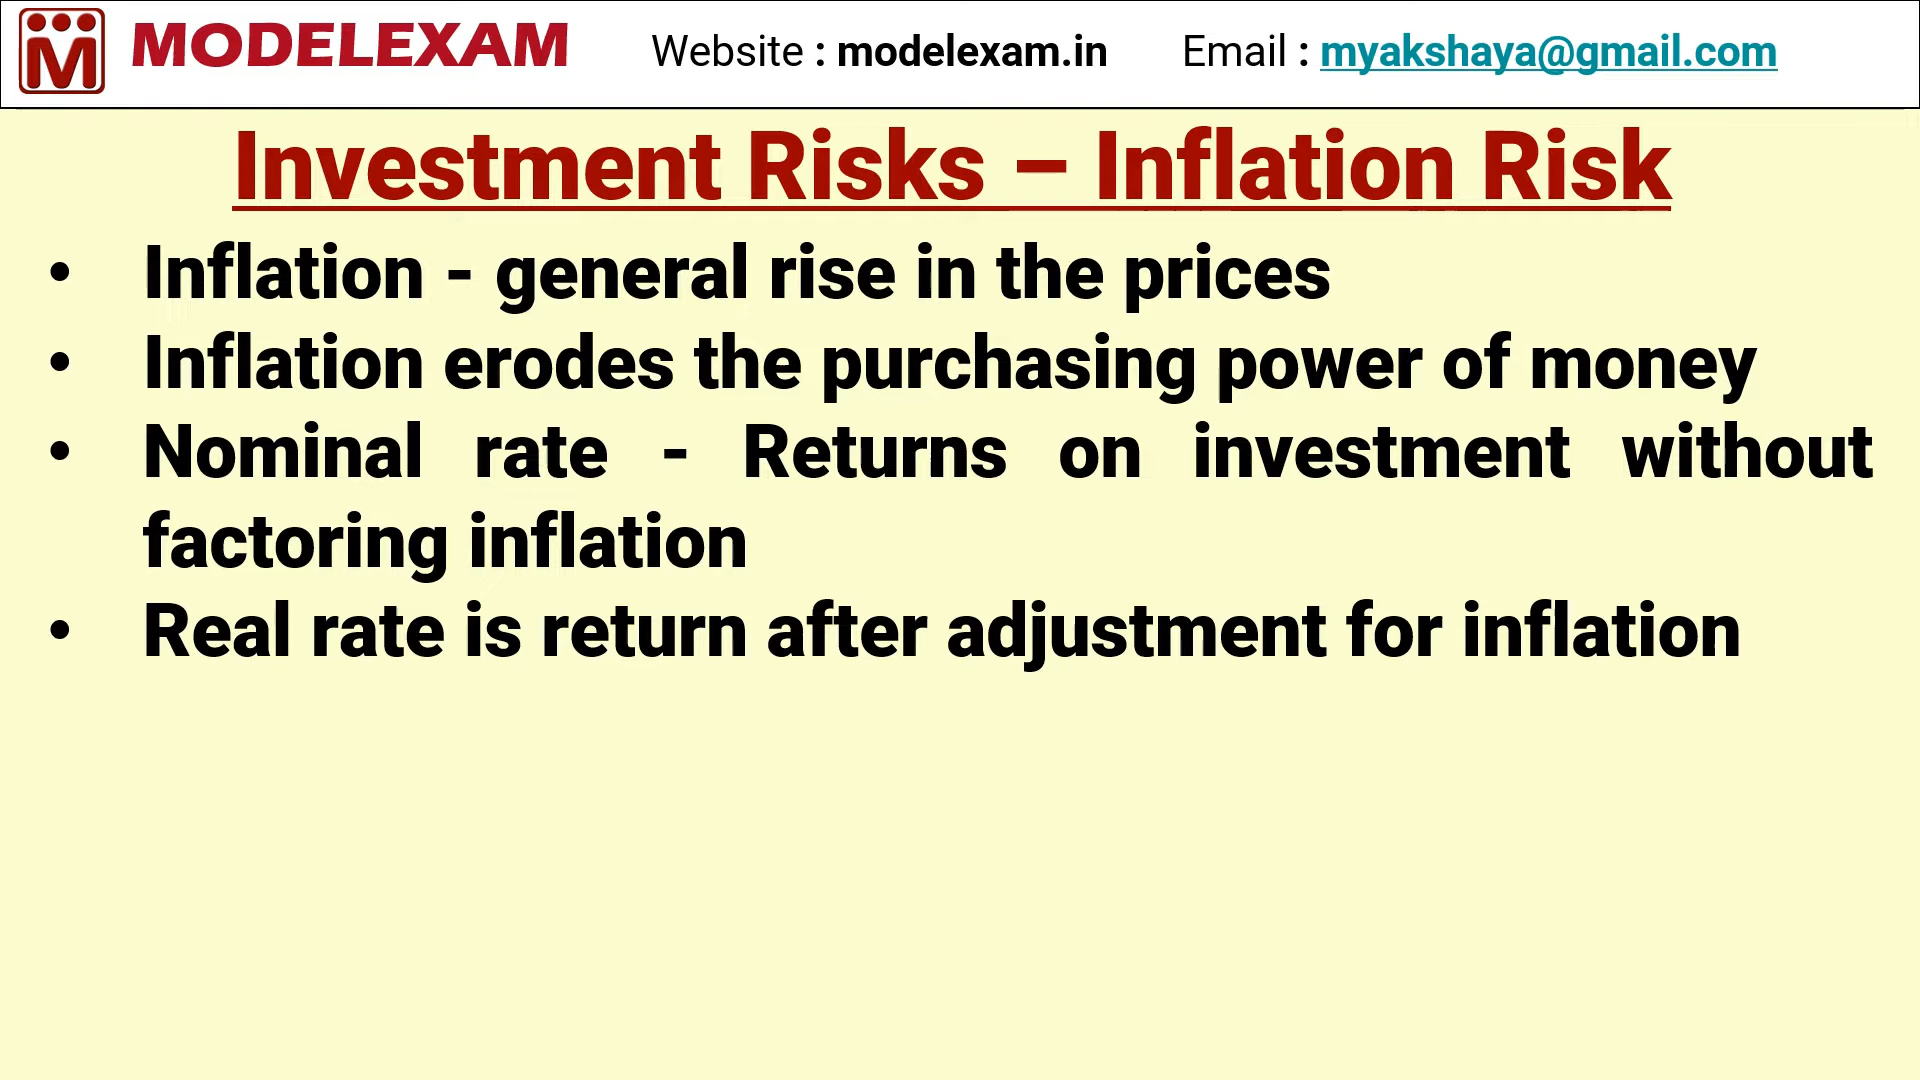 MODELEXAM Website : modelexam.in Email : myakshaya@gmail.com
Investment Risks – Inflation Risk
• Inflation - general rise in the prices
• Inflation erodes the purchasing power of money
• Nominal rate - Returns on investment without
factoring inflation
• Real rate is return after adjustment for inflation